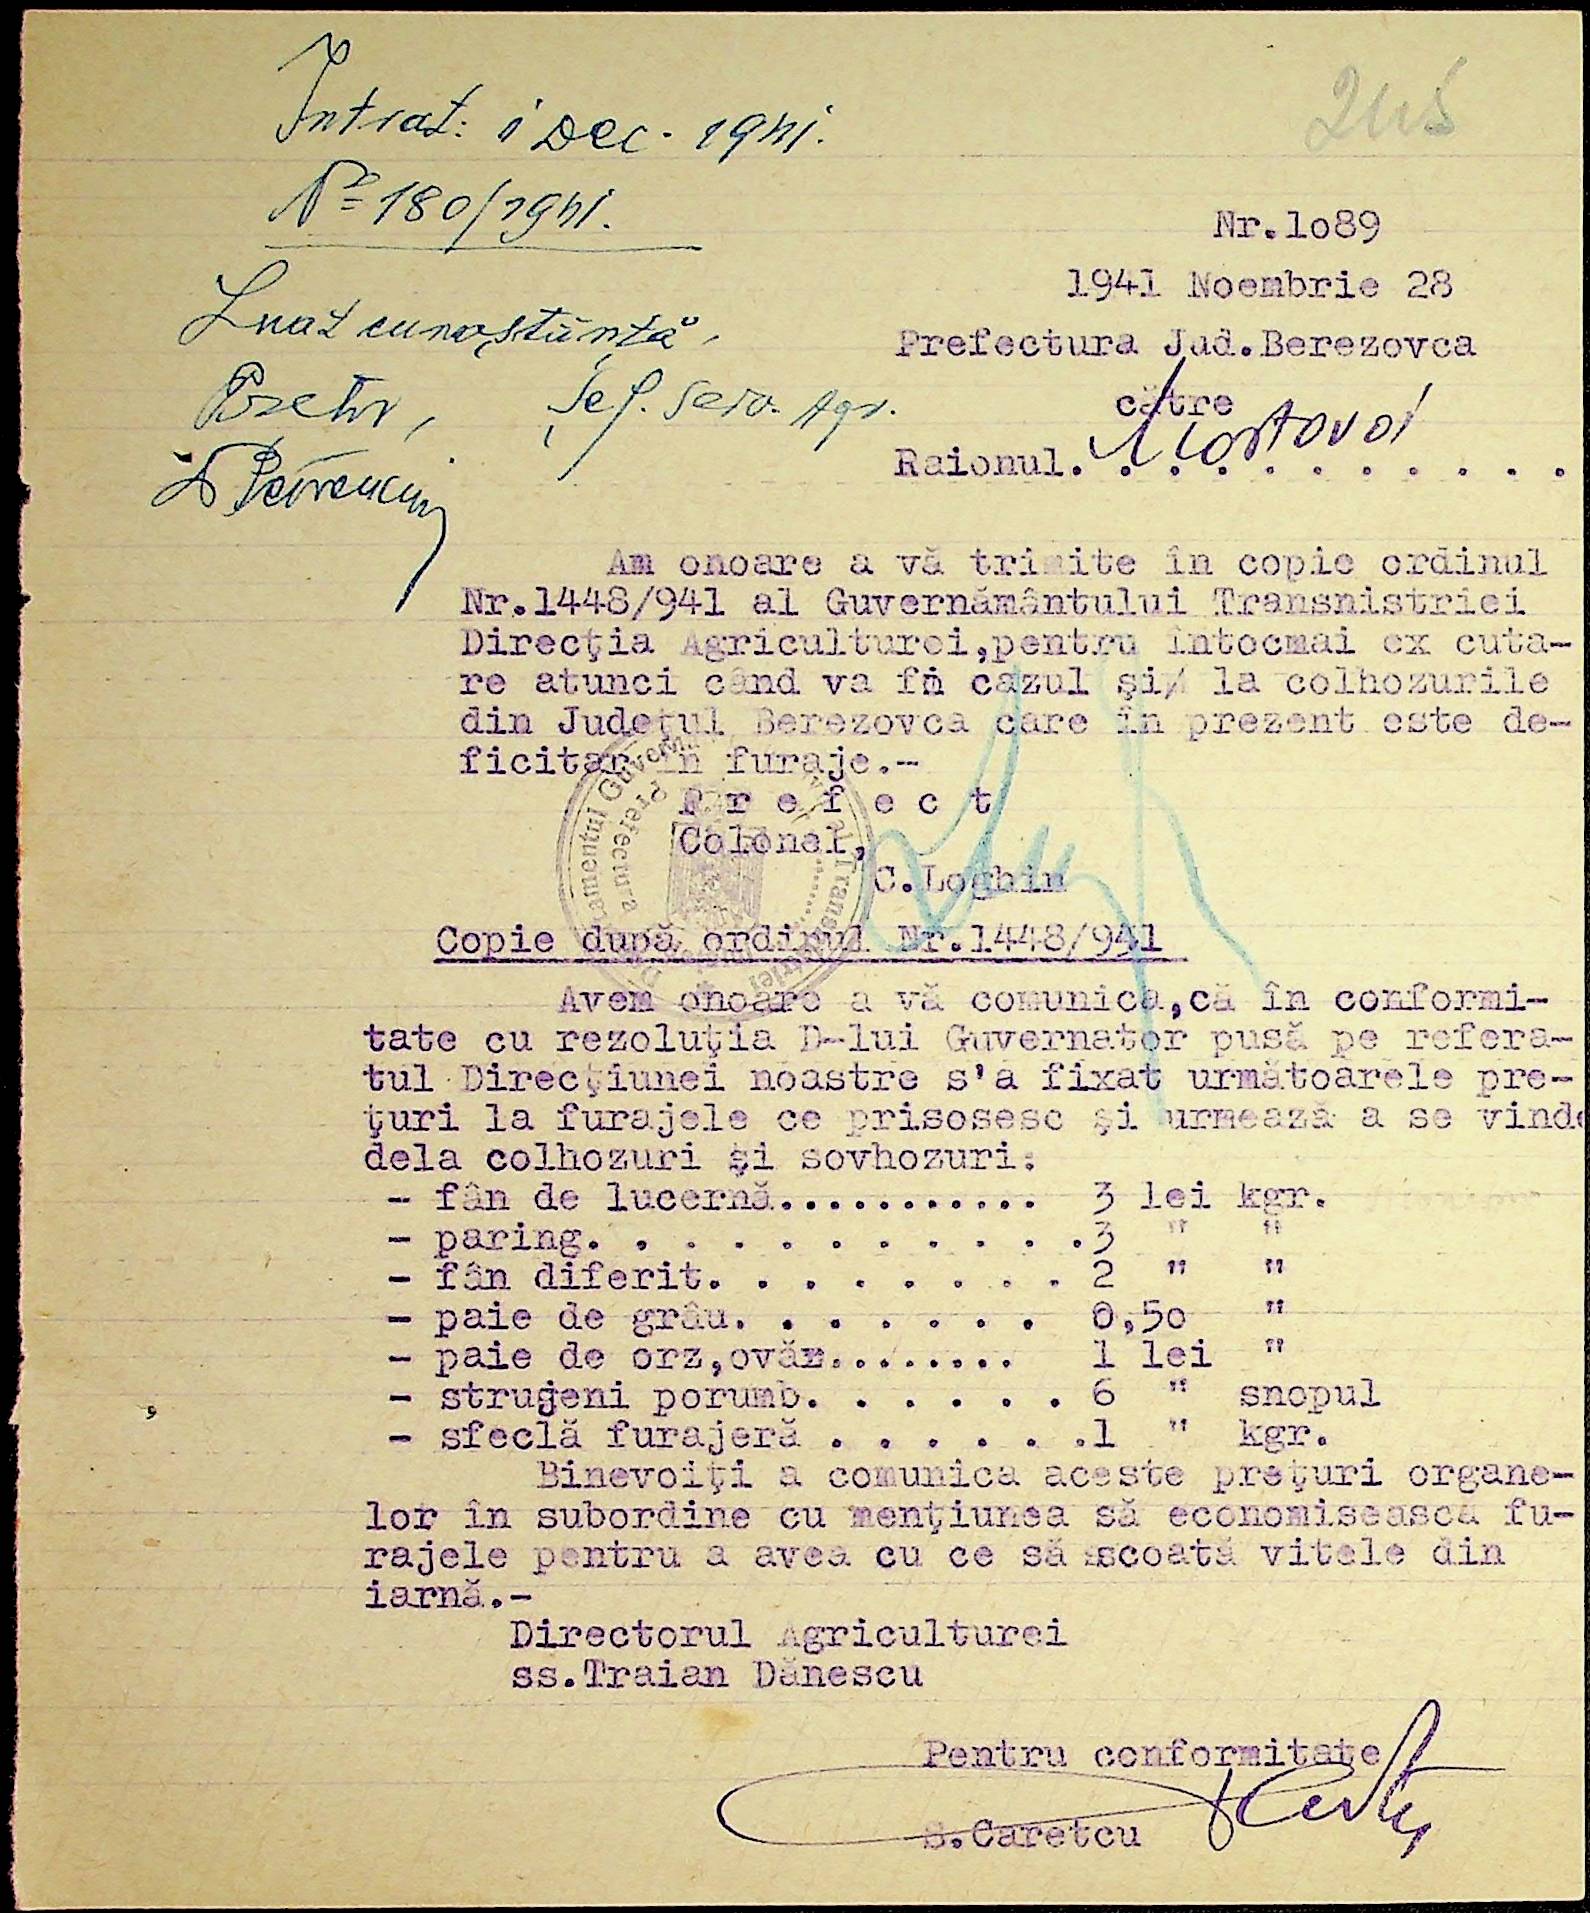 Intrat: 1 Dec. 1941.
Nº 180/1941.
Luat cunoştinţă,
Şef. Serv. Agr.
245
Nr.1o89
1941 Noembrie 28
Prefectura Jud.Berezovca
către
Raionul. Mostovoi
Am onoare a vă trimite în copie ordinul
Nr.1448/941 al Guvernământului Transnistriei
Direcţia Agriculturei,pentru întocmai ex cuta-
re atunci când va fi cazul şi la colhozurile
din Judeţul Berezovca care în prezent este de-
ficitar în furaje.-
P r e f e c t
Colonel,
C.Loghin
Copie după ordinul Nr.1448/941
Avem onoare a vă comunica,că în conformi-
tate cu rezoluţia D-lui Guvernator pusă pe refera-
tul Direcţiunei noastre s'a fixat următoarele pre-
ţuri la furajele ce prisosesc şi urmează a se vinde
dela colhozuri şi sovhozuri:
- fân de lucernă........... 3 lei kgr.
- paring. . . . . . . . . . . .3 " "
- fân diferit. . . . . . . . 2 " "
- paie de grâu. . . . . . . 0,50 "
- paie de orz,ovăz........ 1 lei "
- strujeni porumb. . . . . . 6 " snopul
- sfeclă furajeră . . . . . .1 " kgr.
Binevoiţi a comunica aceste preţuri organe-
lor în subordine cu menţiunea să economisească fu-
rajele pentru a avea cu ce să scoată vitele din
iarnă.-
Directorul Agriculturei
ss.Traian Dănescu
Pentru conformitate
S.Caretcu